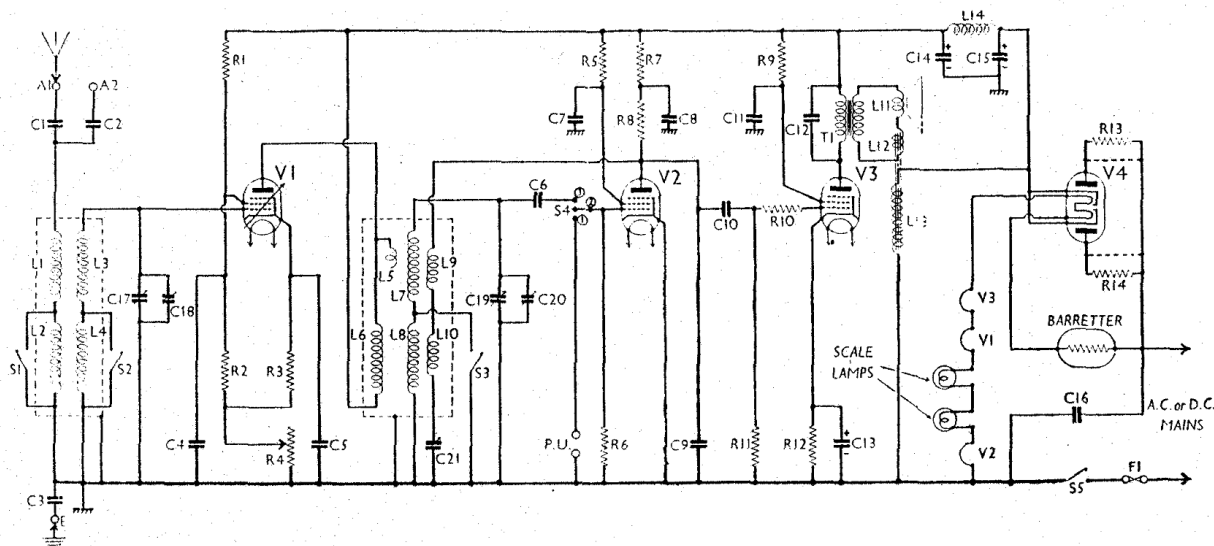 L14
C14
C15
R1
R5
R7
R9
A1
A2
C1
C2
C7
R8
C8
C11
C12
T1
L11
L12
R13
V1
V2
V3
V4
C6
S4
C10
R10
L13
L1
L3
L5
L9
C17
C18
L7
C19
C20
R14
L2
L4
L6
L8
L10
V3
BARRETTER
S1
S2
R2
R3
S3
SCALE
LAMPS
V1
A.C. or D.C.
MAINS
C16
C4
R4
C5
C21
P.U.
R6
C9
R11
R12
C13
V2
C3
E
S5
F1